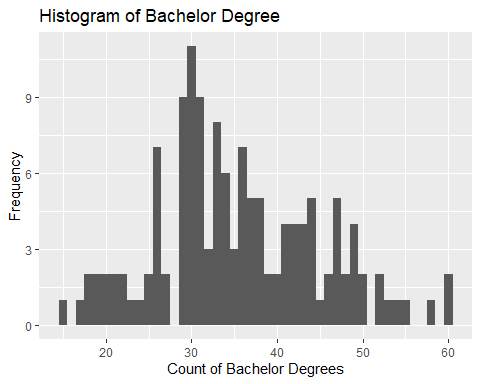 Histogram of Bachelor Degree
Frequency
9
6
3
0
20 30 40 50 60
Count of Bachelor Degrees